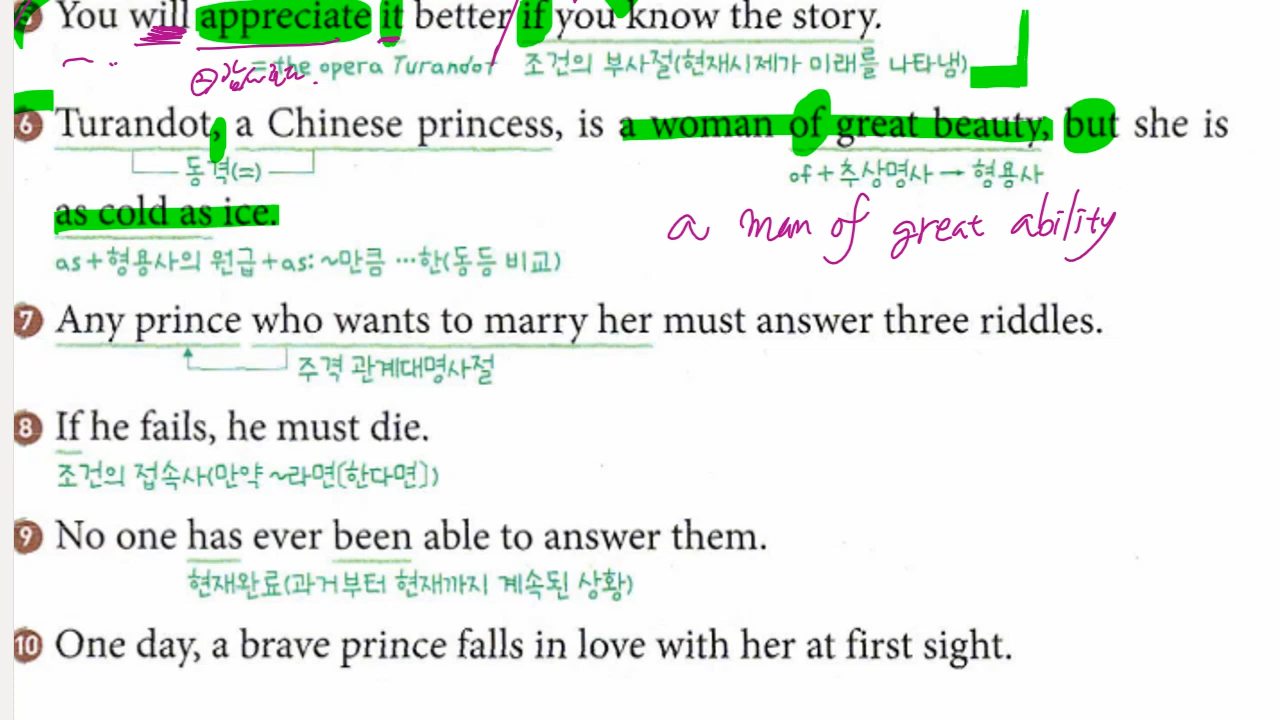 You will appreciate it better if you know the story.
= the opera Turandot 조건의 부사절(현재시제가 미래를 나타냄)
6 Turandot, a Chinese princess, is a woman of great beauty, but she is
동격(=) of+추상명사→형용사
as cold as ice.
a man of great ability
as+형용사의 원급+as: ~만큼 …한(동등 비교)
7 Any prince who wants to marry her must answer three riddles.
주격 관계대명사절
8 If he fails, he must die.
조건의 접속사(만약 ~라면[한다면])
9 No one has ever been able to answer them.
현재완료(과거부터 현재까지 계속된 상황)
10 One day, a brave prince falls in love with her at first sight.